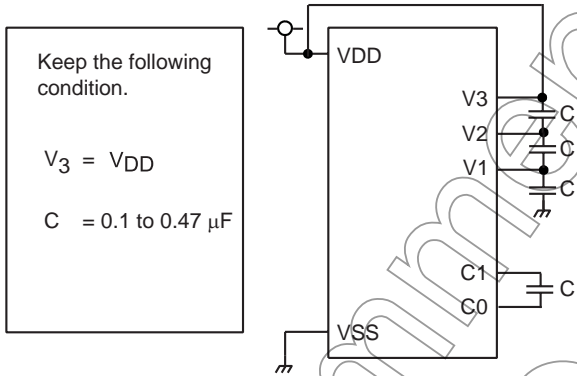 Keep the following
condition.
V3 = VDD
C = 0.1 to 0.47 μF
VDD
V3
C
V2
C
V1
C
C1
C
C0
VSS